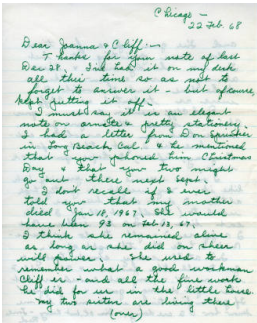 Chicago -
22 Feb. 68
Dear Joanna & Cliff -
Thanks for your note of last
Dec 28. I've had it on my desk
all this time so as not to
forget to answer it - but of course,
kept putting it off.
I must say it was an elegant
note on such pretty stationery.
I had a letter from Don
in Long Beach, Cal. & he mentioned
that you phoned him Christmas
Day & that you two might
go out there next Sept.
I don't recall if I ever
told you that my mother
died Jan 18, 1967. She would
have been 93 on Feb 13, 67.
I think she remained alive
as long as she did on sheer
will power. She used to
remember what a good workman
Cliff is - and all the fine work
he did for us in the little house.
My two sisters are living there
(over)